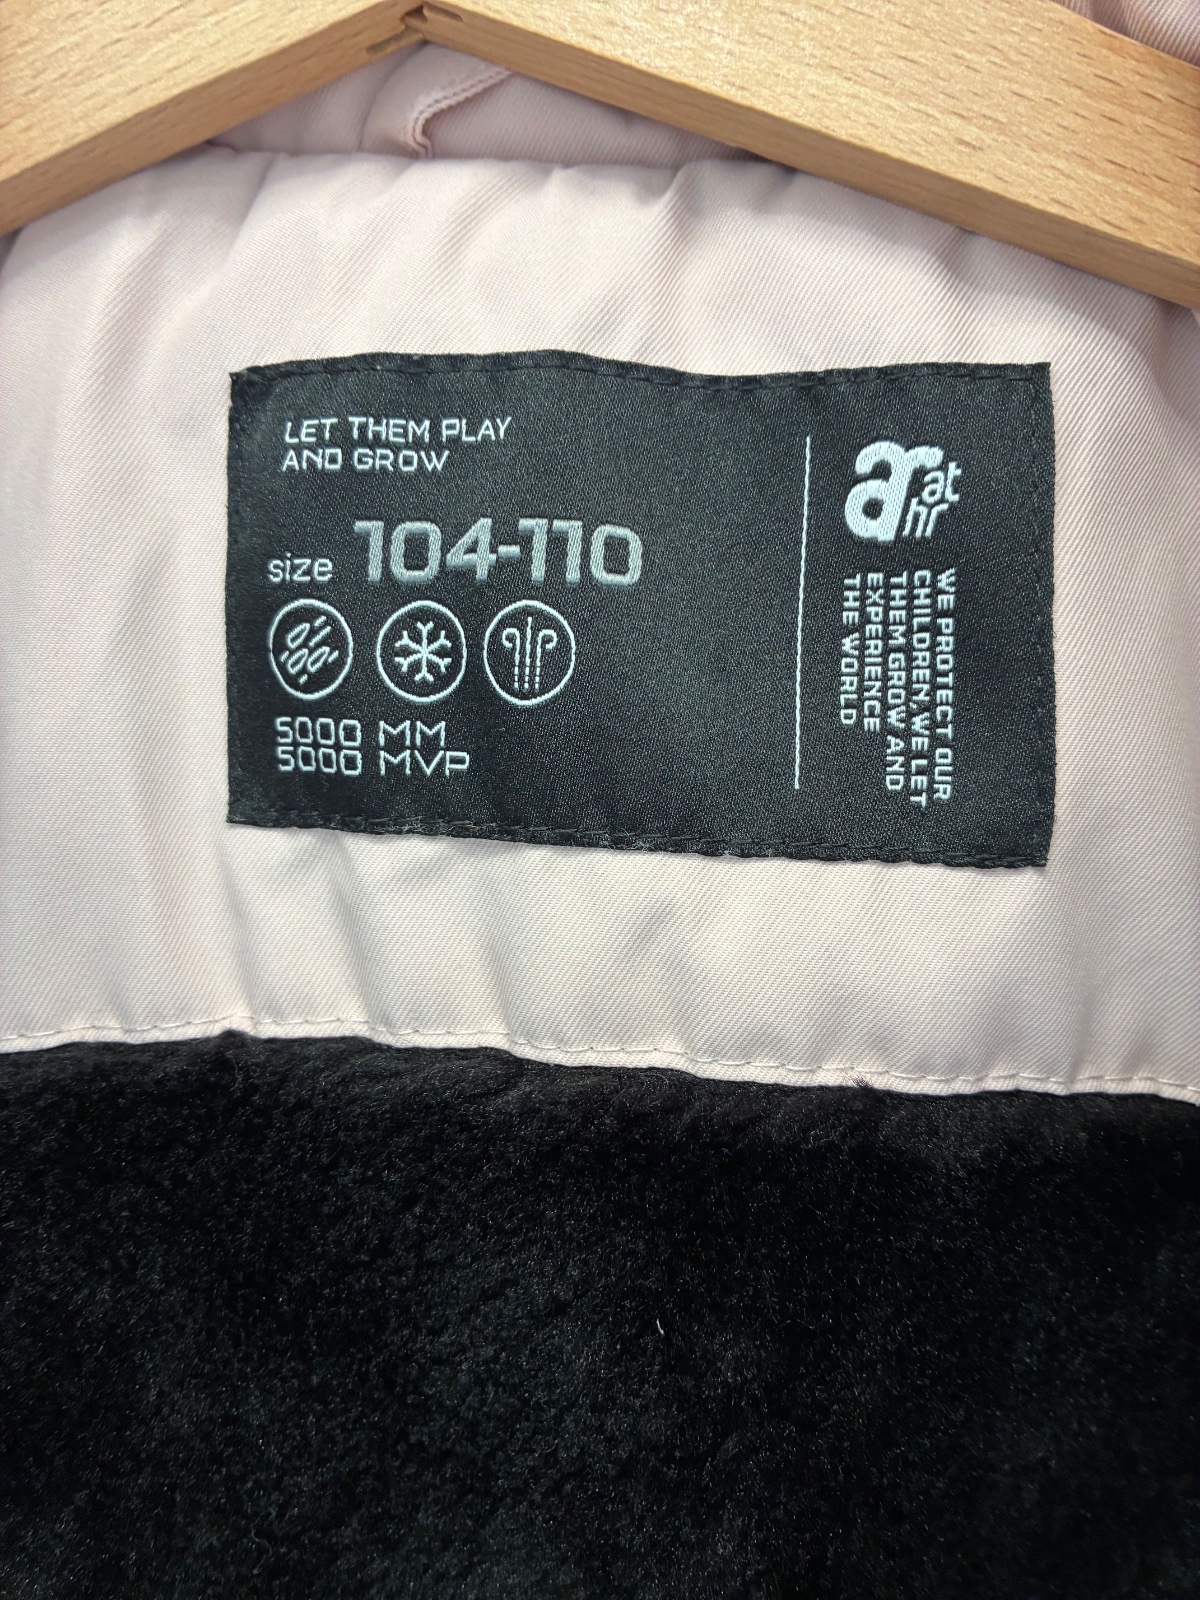 LET THEM PLAY
AND GROW
size 104-110
5000 MM
5000 MVP
WE PROTECT OUR
CHILDREN, WE LET
THEM GROW AND
EXPERIENCE
THE WORLD